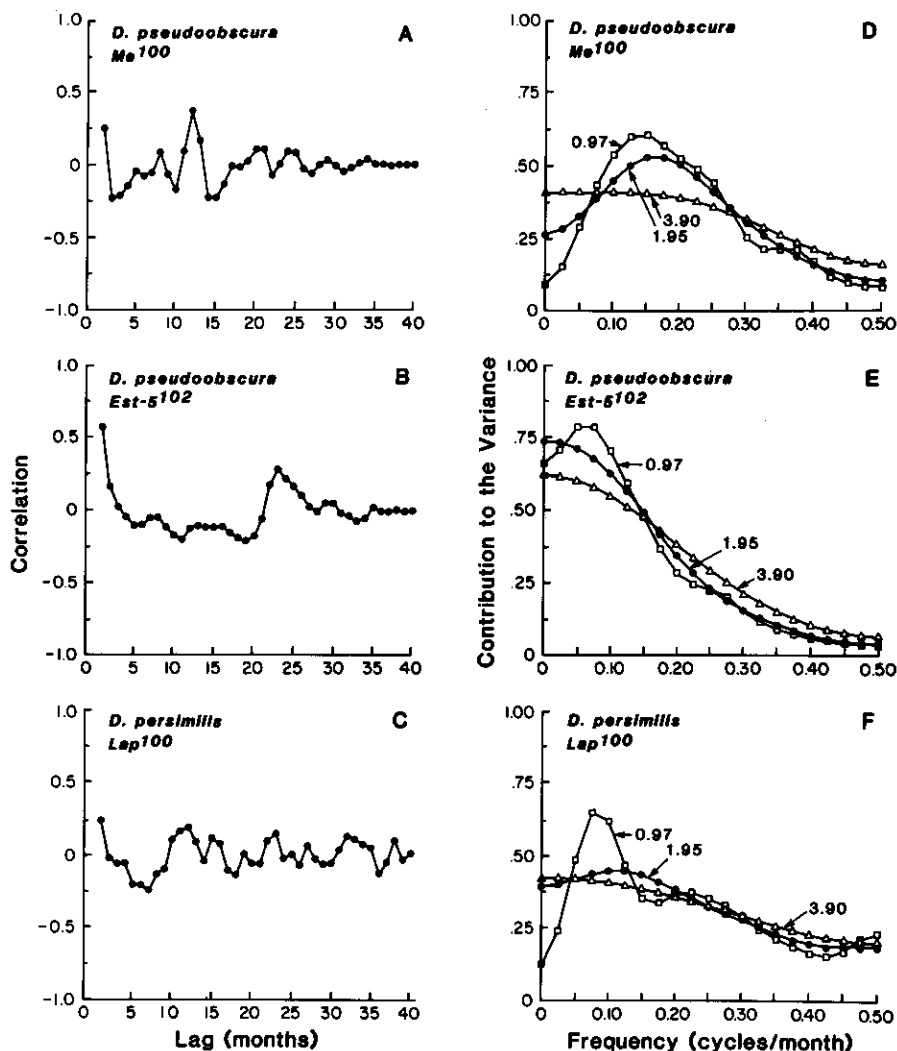 A
D. pseudoobscura
Me100
1.0
0.5
0
-0.5
-1.0
0 5 10 15 20 25 30 35 40
D
D. pseudoobscura
Me100
1.00
.75
.50
.25
0
0.97
3.90
1.95
0 0.10 0.20 0.30 0.40 0.50
B
D. pseudoobscura
Est-5102
1.0
0.5
0
-0.5
-1.0
0 5 10 15 20 25 30 35 40
Correlation
E
D. pseudoobscura
Est-5102
1.00
.75
.50
.25
0
0.97
1.95
3.90
0 0.10 0.20 0.30 0.40 0.50
Contribution to the Variance
C
D. persimilis
Lap100
1.0
0.5
0
-0.5
-1.0
0 5 10 15 20 25 30 35 40
Lag (months)
F
D. persimilis
Lap100
1.00
.75
.50
.25
0
0.97
1.95
3.90
0 0.10 0.20 0.30 0.40 0.50
Frequency (cycles/month)